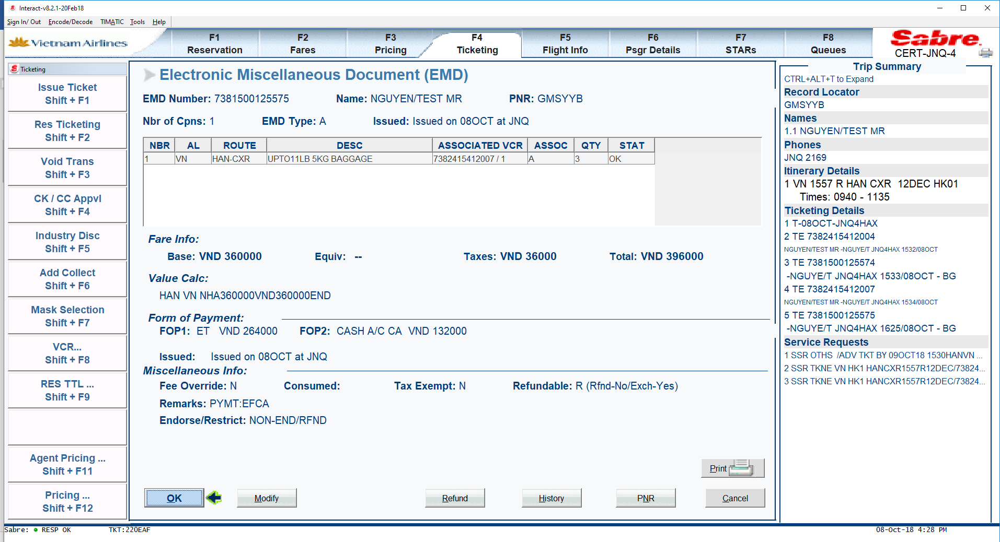 Interact-v8.2.1-20Feb18
Sign In/ Out Encode/Decode TIMATIC Tools Help
Vietnam Airlines
F1 Reservation
F2 Fares
F3 Pricing
F4 Ticketing
F5 Flight Info
F6 Psgr Details
F7 STARs
F8 Queues
Sabre.
CERT-JNQ-4
Ticketing
Issue Ticket
Shift + F1
Res Ticketing
Shift + F2
Void Trans
Shift + F3
CK / CC Appvl
Shift + F4
Industry Disc
Shift + F5
Add Collect
Shift + F6
Mask Selection
Shift + F7
VCR...
Shift + F8
RES TTL ...
Shift + F9
Agent Pricing ...
Shift + F11
Pricing ...
Shift + F12
Electronic Miscellaneous Document (EMD)
EMD Number: 7381500125575 Name: NGUYEN/TEST MR PNR: GMSYYB
Nbr of Cpns: 1 EMD Type: A Issued: Issued on 08OCT at JNQ
NBR AL ROUTE DESC ASSOCIATED VCR ASSOC QTY STAT
1 VN HAN-CXR UPTO11LB 5KG BAGGAGE 7382415412007 / 1 A 3 OK
Fare Info:
Base: VND 360000 Equiv: -- Taxes: VND 36000 Total: VND 396000
Value Calc:
HAN VN NHA360000VND360000END
Form of Payment:
FOP1: ET VND 264000 FOP2: CASH A/C CA VND 132000
Issued: Issued on 08OCT at JNQ
Miscellaneous Info:
Fee Override: N Consumed: Tax Exempt: N Refundable: R (Rfnd-No/Exch-Yes)
Remarks: PYMT:EFCA
Endorse/Restrict: NON-END/RFND
Print
OK Modify Refund History PNR Cancel
Trip Summary
CTRL+ALT+T to Expand
Record Locator
GMSYYB
Names
1.1 NGUYEN/TEST MR
Phones
JNQ 2169
Itinerary Details
1 VN 1557 R HAN CXR 12DEC HK01
Times: 0940 - 1135
Ticketing Details
1 T-08OCT-JNQ4HAX
2 TE 7382415412004
NGUYEN/TEST MR -NGUYE/T JNQ4HAX 1532/08OCT
3 TE 7381500125574
-NGUYE/T JNQ4HAX 1533/08OCT - BG
4 TE 7382415412007
NGUYEN/TEST MR -NGUYE/T JNQ4HAX 1534/08OCT
5 TE 7381500125575
-NGUYE/T JNQ4HAX 1625/08OCT - BG
Service Requests
1 SSR OTHS /ADV TKT BY 09OCT18 1530HANVN ...
2 SSR TKNE VN HK1 HANCXR1557R12DEC/73824...
3 SSR TKNE VN HK1 HANCXR1557R12DEC/73824...
Sabre: RESP OK TKT:220EAF 08-Oct-18 4:28 PM